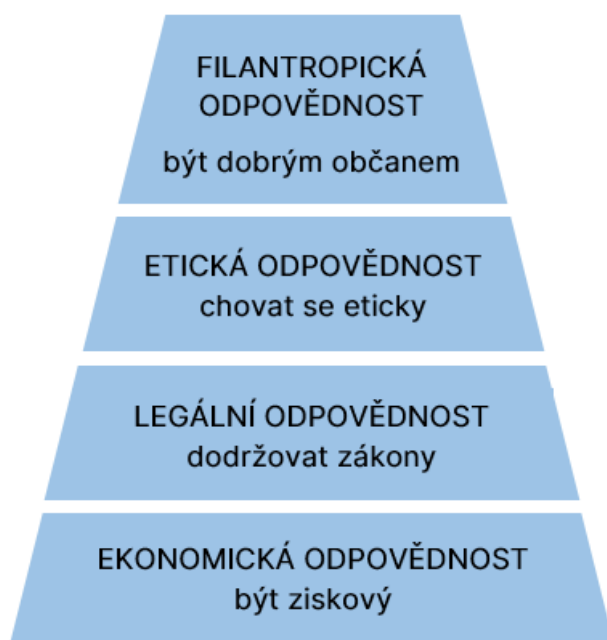 FILANTROPICKÁ
ODPOVĚDNOST
být dobrým občanem
ETICKÁ ODPOVĚDNOST
chovat se eticky
LEGÁLNÍ ODPOVĚDNOST
dodržovat zákony
EKONOMICKÁ ODPOVĚDNOST
být ziskový